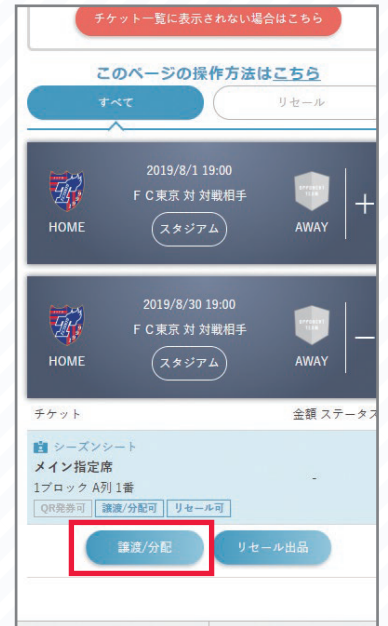 チケット一覧に表示されない場合はこちら
このページの操作方法はこちら
すべて リセール
2019/8/1 19:00
ＦＣ東京 対 対戦相手
OPPONENT TEAM
HOME スタジアム AWAY
2019/8/30 19:00
ＦＣ東京 対 対戦相手
OPPONENT TEAM
HOME スタジアム AWAY
チケット 金額 ステータス
シーズンシート
メイン指定席
1ブロック A列 1番 -
QR発券可 譲渡/分配可 リセール可
譲渡/分配 リセール出品